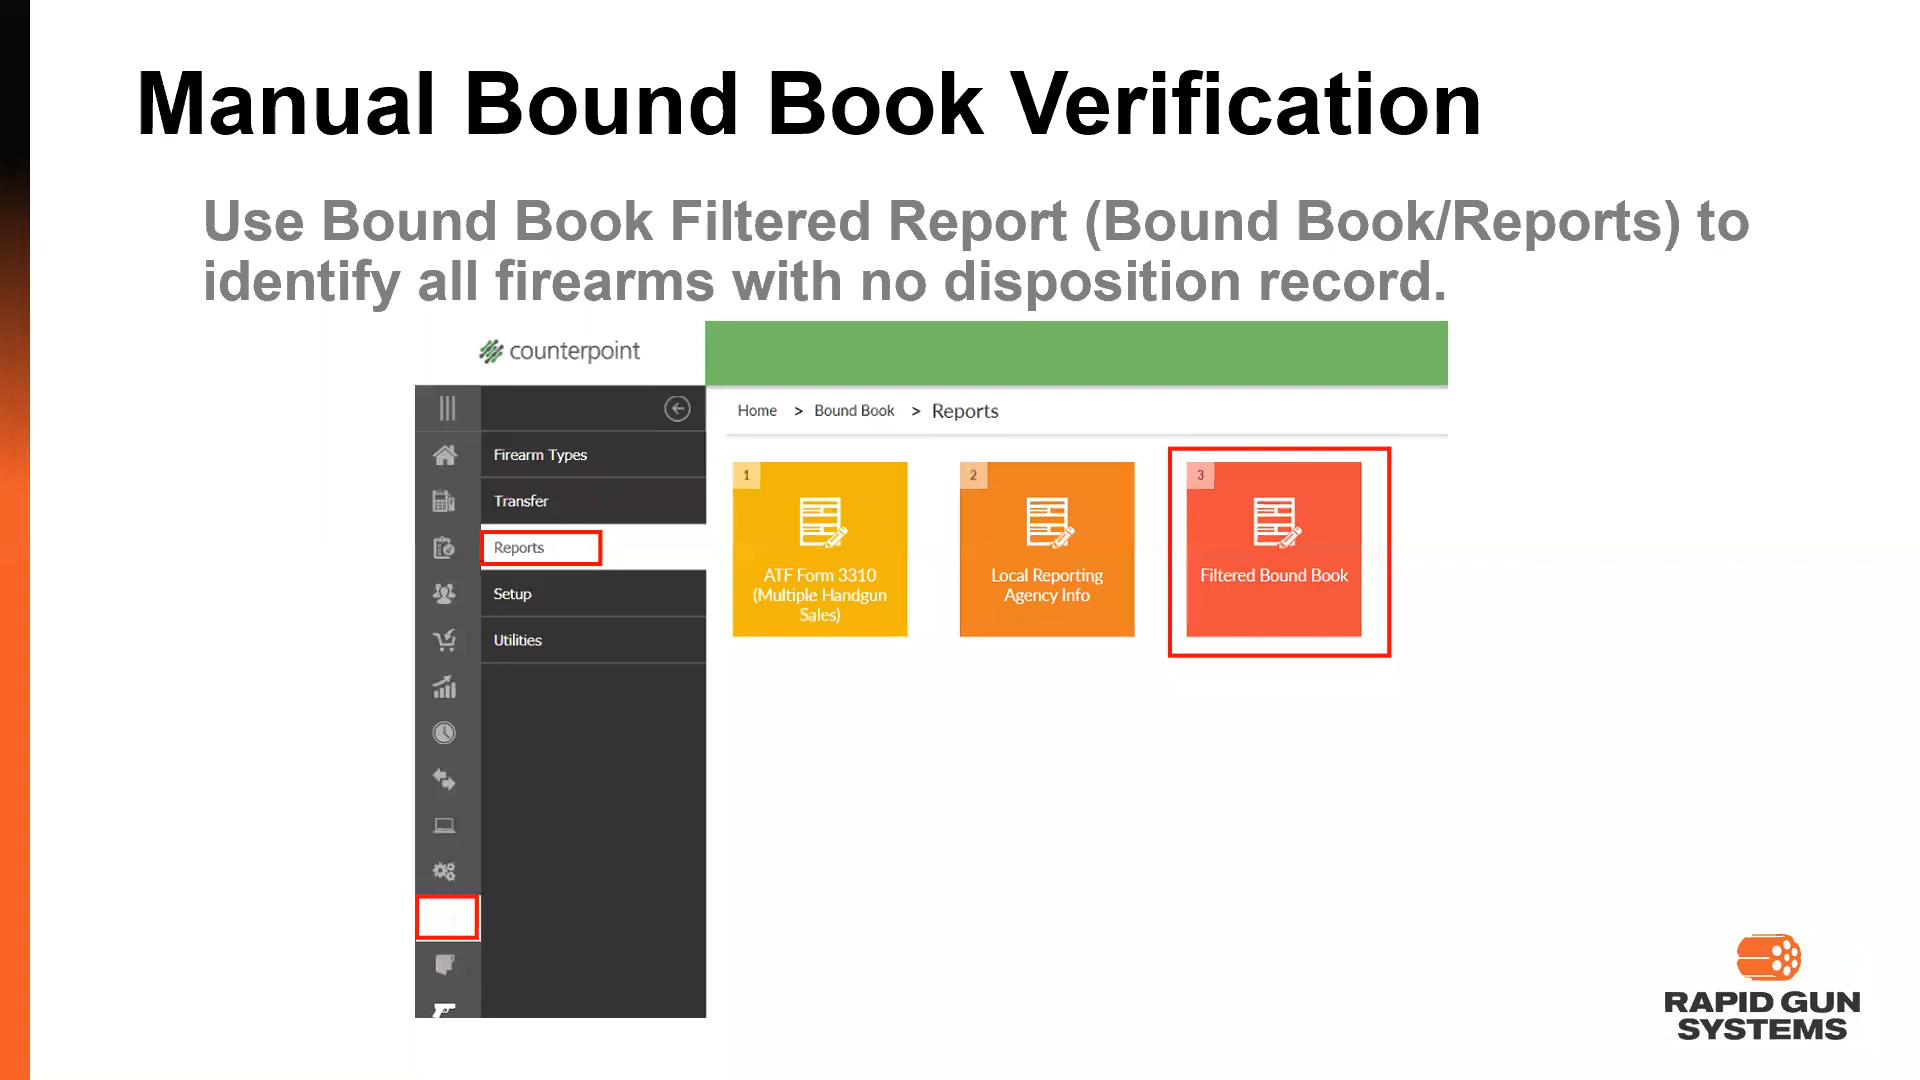 Manual Bound Book Verification
Use Bound Book Filtered Report (Bound Book/Reports) to
identify all firearms with no disposition record.
counterpoint
Home > Bound Book > Reports
Firearm Types
Transfer
Reports
Setup
Utilities
1
ATF Form 3310
(Multiple Handgun
Sales)
2
Local Reporting
Agency Info
3
Filtered Bound Book
RAPID GUN
SYSTEMS